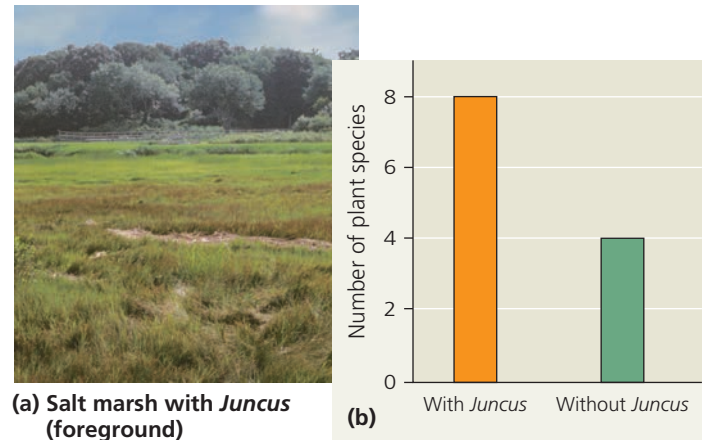 (a) Salt marsh with Juncus
(foreground)
Number of plant species
8
6
4
2
0
With Juncus
Without Juncus
(b)